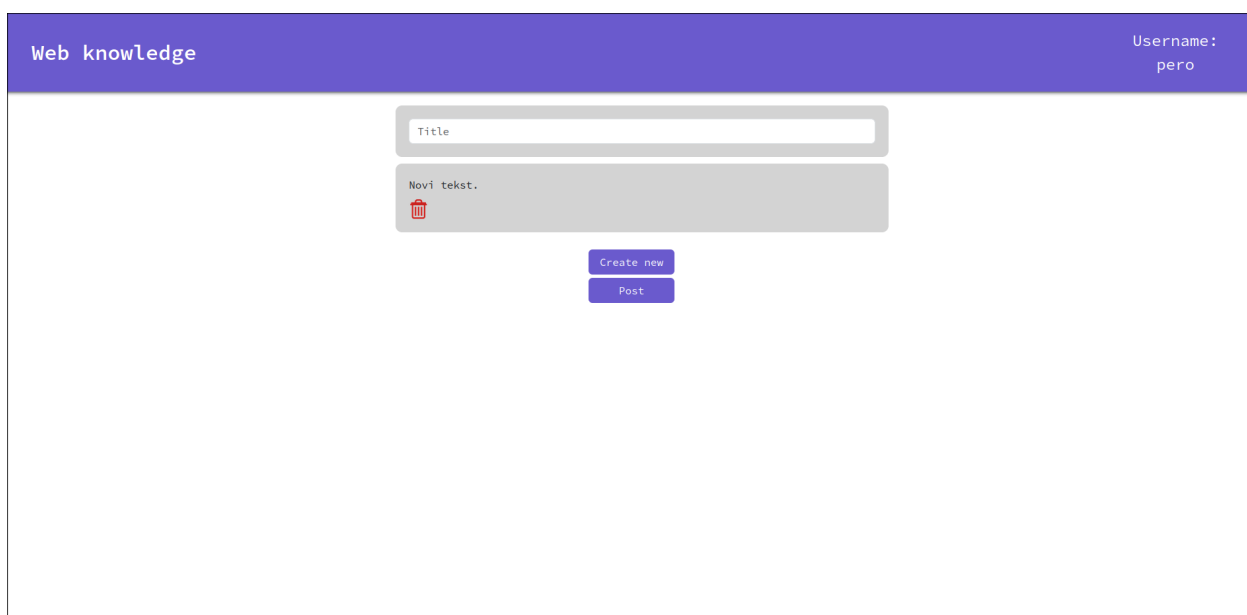 Web knowledge
Username:
pero
Title
Novi tekst.
Create new
Post